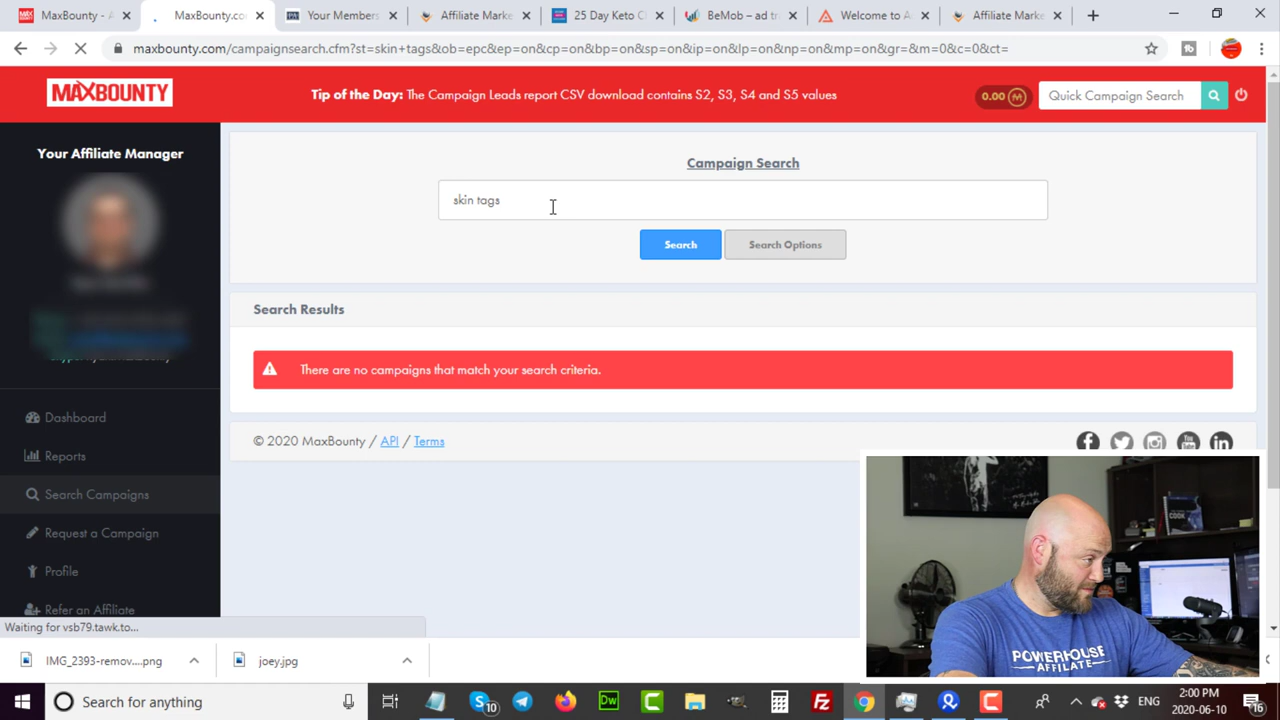 MaxBounty - A
MaxBounty.co
Your Members
Affiliate Marke
25 Day Keto C
BeMob – ad tr
Welcome to A
Affiliate Marke
maxbounty.com/campaignsearch.cfm?st=skin+tags&ob=epc&ep=on&cp=on&bp=on&sp=on&ip=on&lp=on&np=on&mp=on&gr=&m=0&c=0&ct=
MAXBOUNTY
Tip of the Day: The Campaign Leads report CSV download contains S2, S3, S4 and S5 values
0.00
Quick Campaign Search
Your Affiliate Manager
Campaign Search
skin tags
Search
Search Options
Search Results
There are no campaigns that match your search criteria.
© 2020 MaxBounty / API / Terms
Dashboard
Reports
Search Campaigns
Request a Campaign
Profile
Refer an Affiliate
Waiting for vsb79.tawk.to...
IMG_2393-remov....png
joey.jpg
COOK
POWERHOUSE
AFFILIATE
Search for anything
10
Dw
ENG
2:00 PM
2020-06-10
16